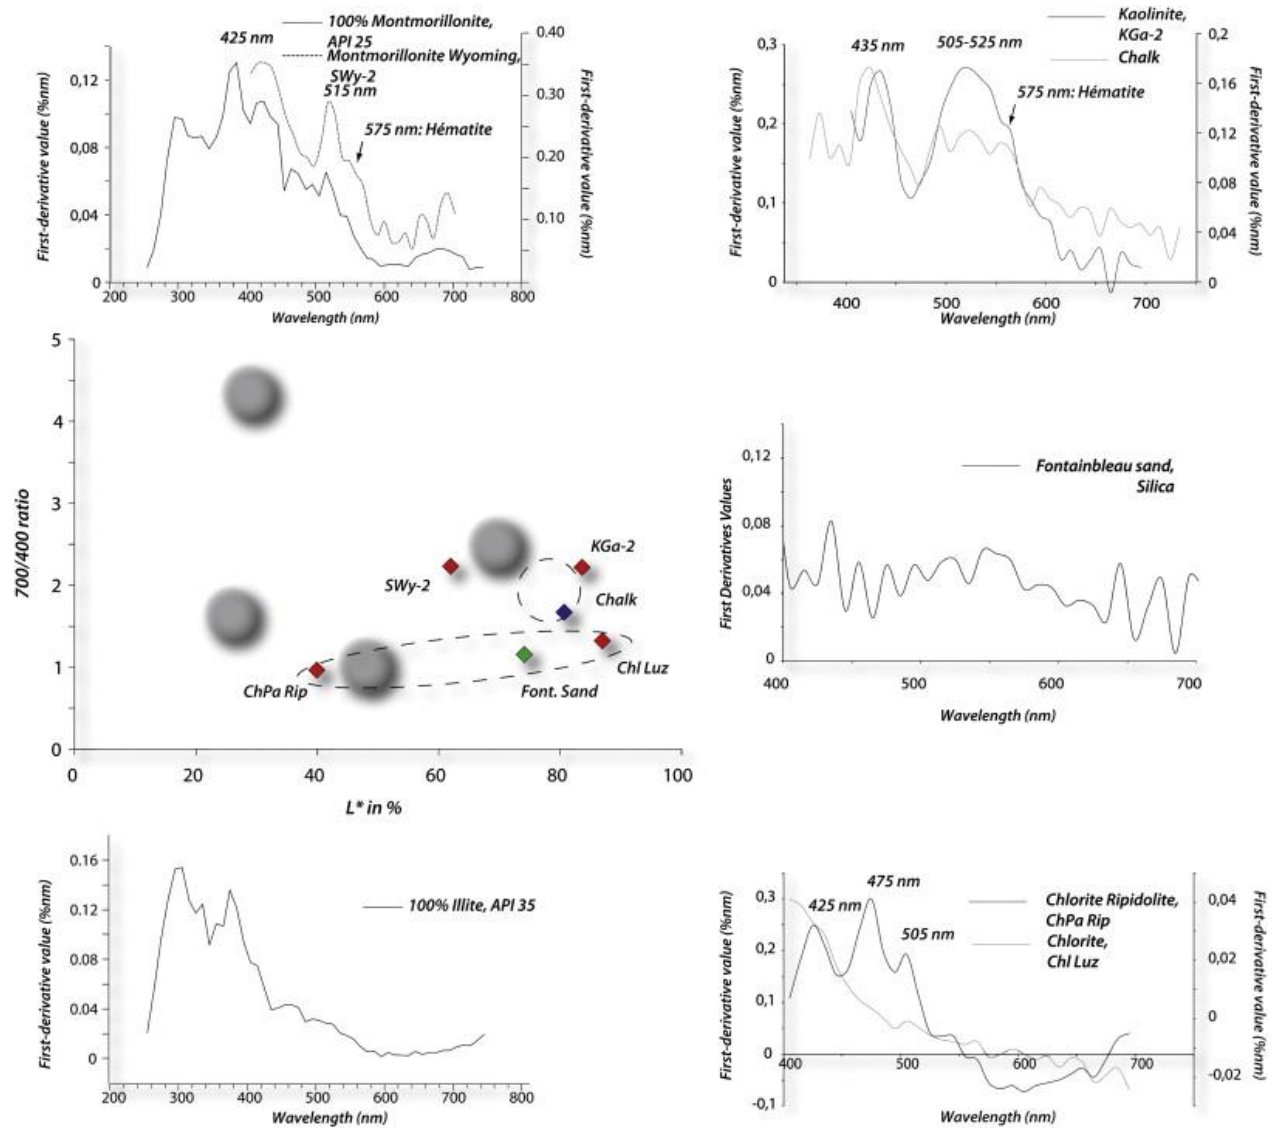 100% Montmorillonite,
API 25
Montmorillonite Wyoming,
SWy-2
425 nm
515 nm
575 nm: Hématite
First-derivative value (%nm)
0,12
0,08
0,04
0
0.40
0.30
0.20
0.10
First-derivative value (%nm)
200 300 400 500 600 700 800
Wavelength (nm)
Kaolinite,
KGa-2
Chalk
435 nm
505-525 nm
575 nm: Hématite
First-derivative value (%nm)
0,3
0,2
0,1
0
0,2
0,16
0,12
0,08
0,04
0
First-derivative value (%nm)
400 500 600 700
Wavelength (nm)
700/400 ratio
5
4
3
2
1
0
SWy-2
KGa-2
Chalk
Chl Luz
Font. Sand
ChPa Rip
0 20 40 60 80 100
L* in %
First Derivatives Values
0,12
0,08
0,04
0
Fontainbleau sand,
Silica
400 500 600 700
Wavelength (nm)
First-derivative value (%nm)
0.16
0.12
0.08
0.04
0
100% Illite, API 35
200 300 400 500 600 700 800
Wavelength (nm)
First-derivative value (%nm)
0,3
0,2
0,1
0
-0,1
475 nm
425 nm
505 nm
Chlorite Ripidolite,
ChPa Rip
Chlorite,
Chl Luz
0,04
0,02
0
-0,02
First-derivative value (%nm)
400 500 600 700
Wavelength (nm)